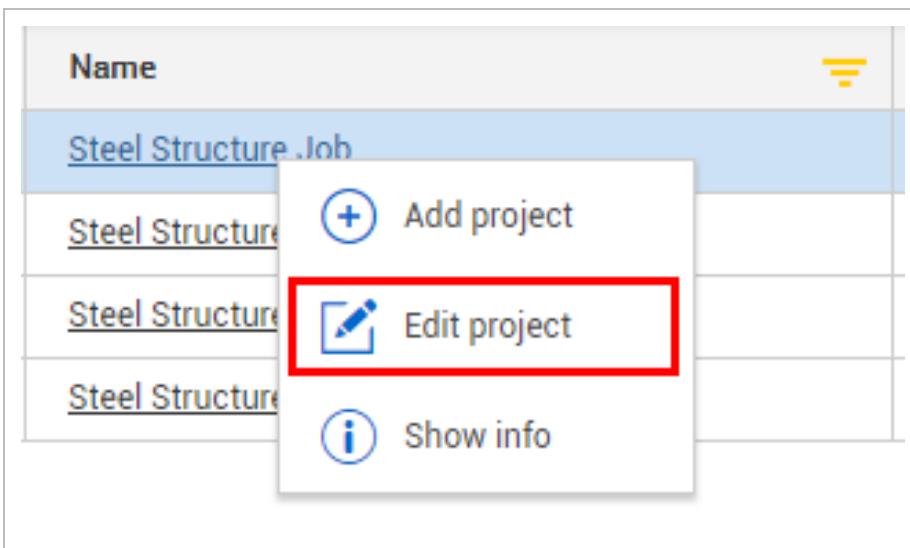 Name
Steel Structure Job
Add project
Steel Structure
Edit project
Steel Structure
Show info
Steel Structure